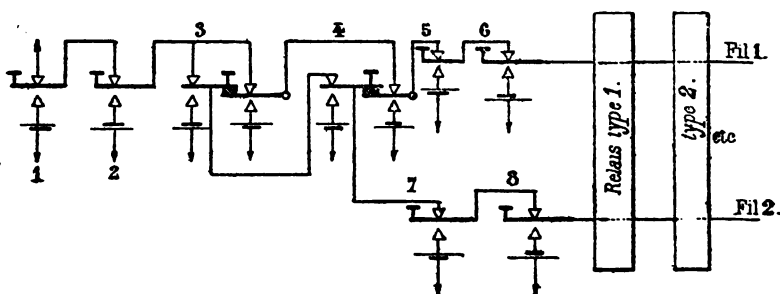 3 4 5 6
Fil 1.
Relais type 1.
type 2.
etc
1 2
7 8
Fil 2.